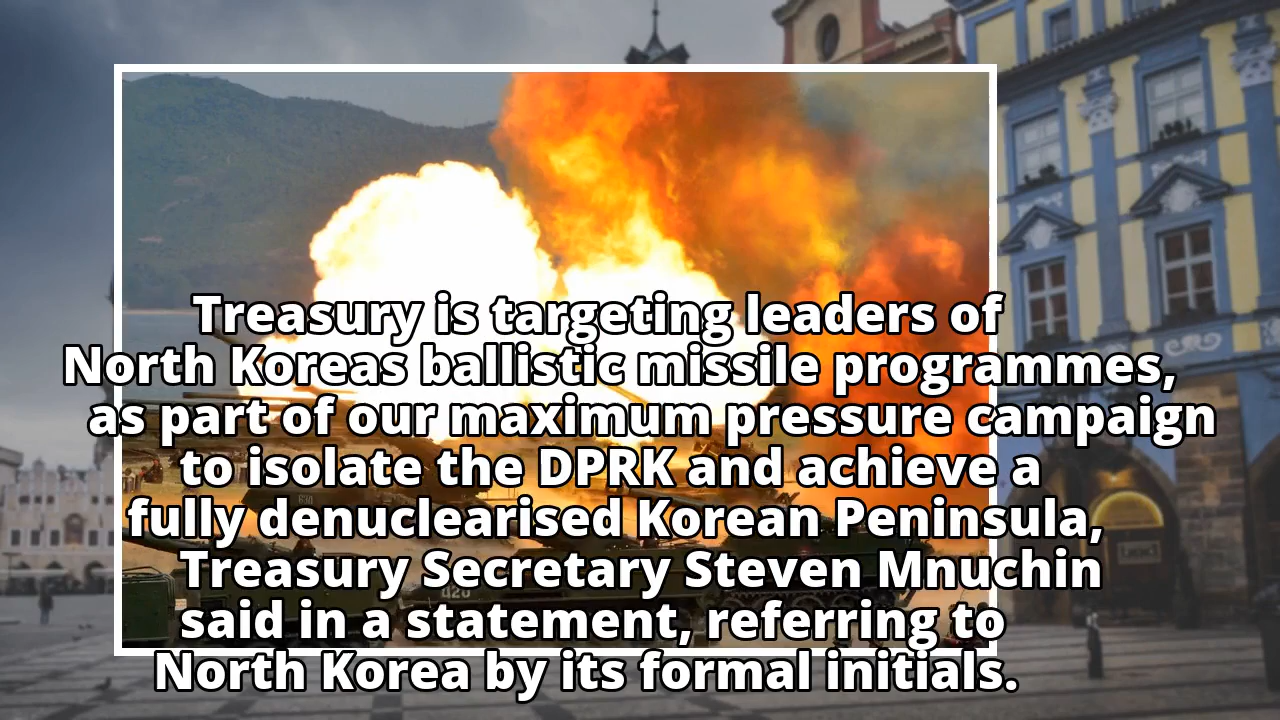 Treasury is targeting leaders of
North Koreas ballistic missile programmes,
as part of our maximum pressure campaign
to isolate the DPRK and achieve a
fully denuclearised Korean Peninsula,
Treasury Secretary Steven Mnuchin
said in a statement, referring to
North Korea by its formal initials.
630
420